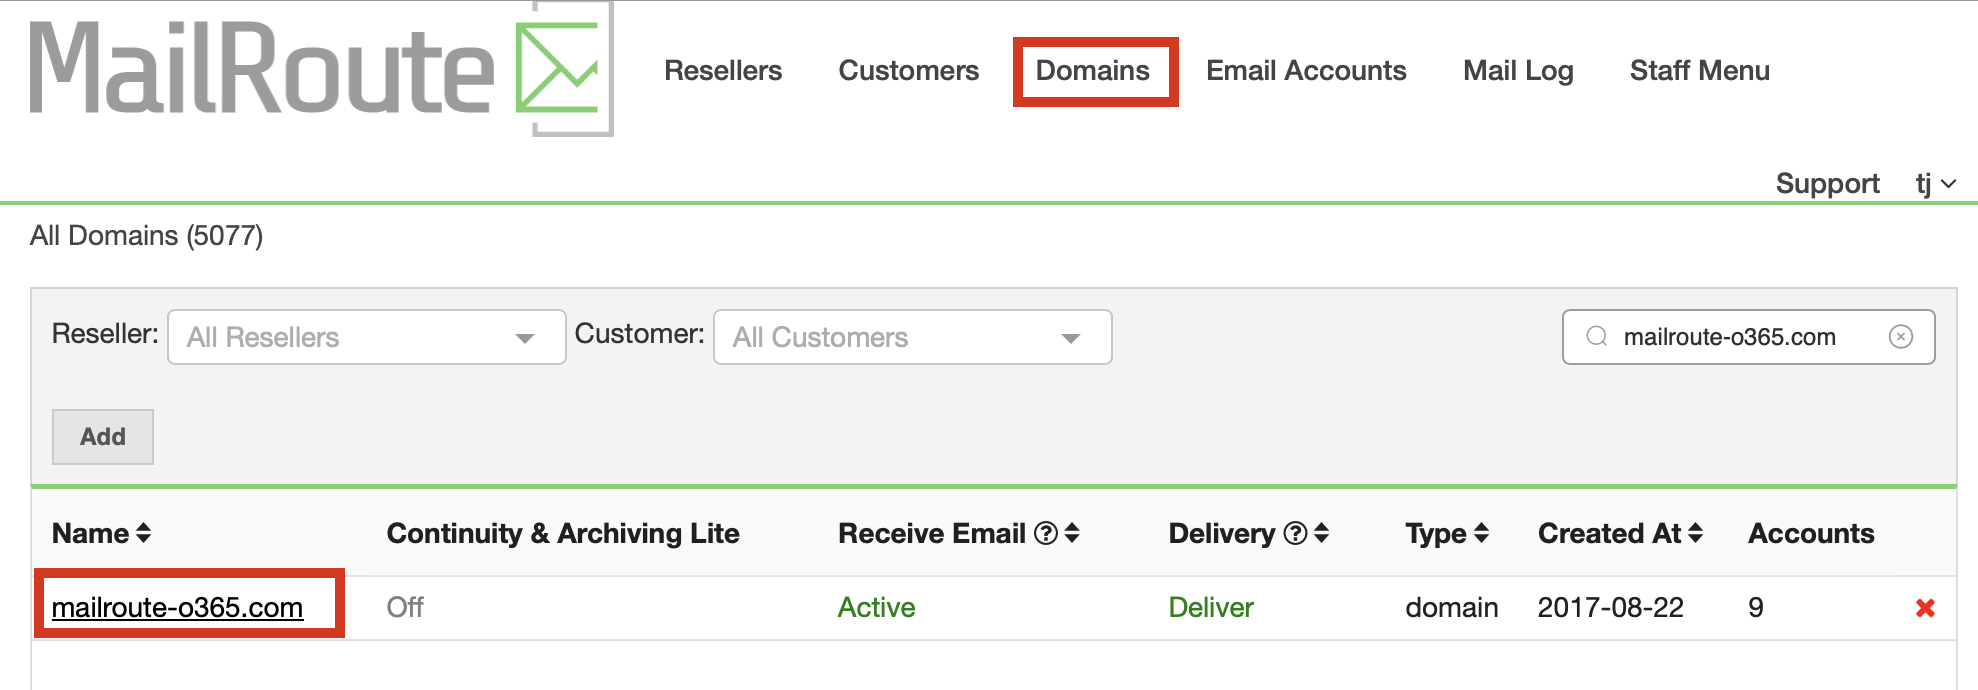 MailRoute
Resellers Customers Domains Email Accounts Mail Log Staff Menu
Support tj
All Domains (5077)
Reseller: All Resellers Customer: All Customers mailroute-o365.com
Add
Name Continuity & Archiving Lite Receive Email ? Delivery ? Type Created At Accounts
mailroute-o365.com Off Active Deliver domain 2017-08-22 9